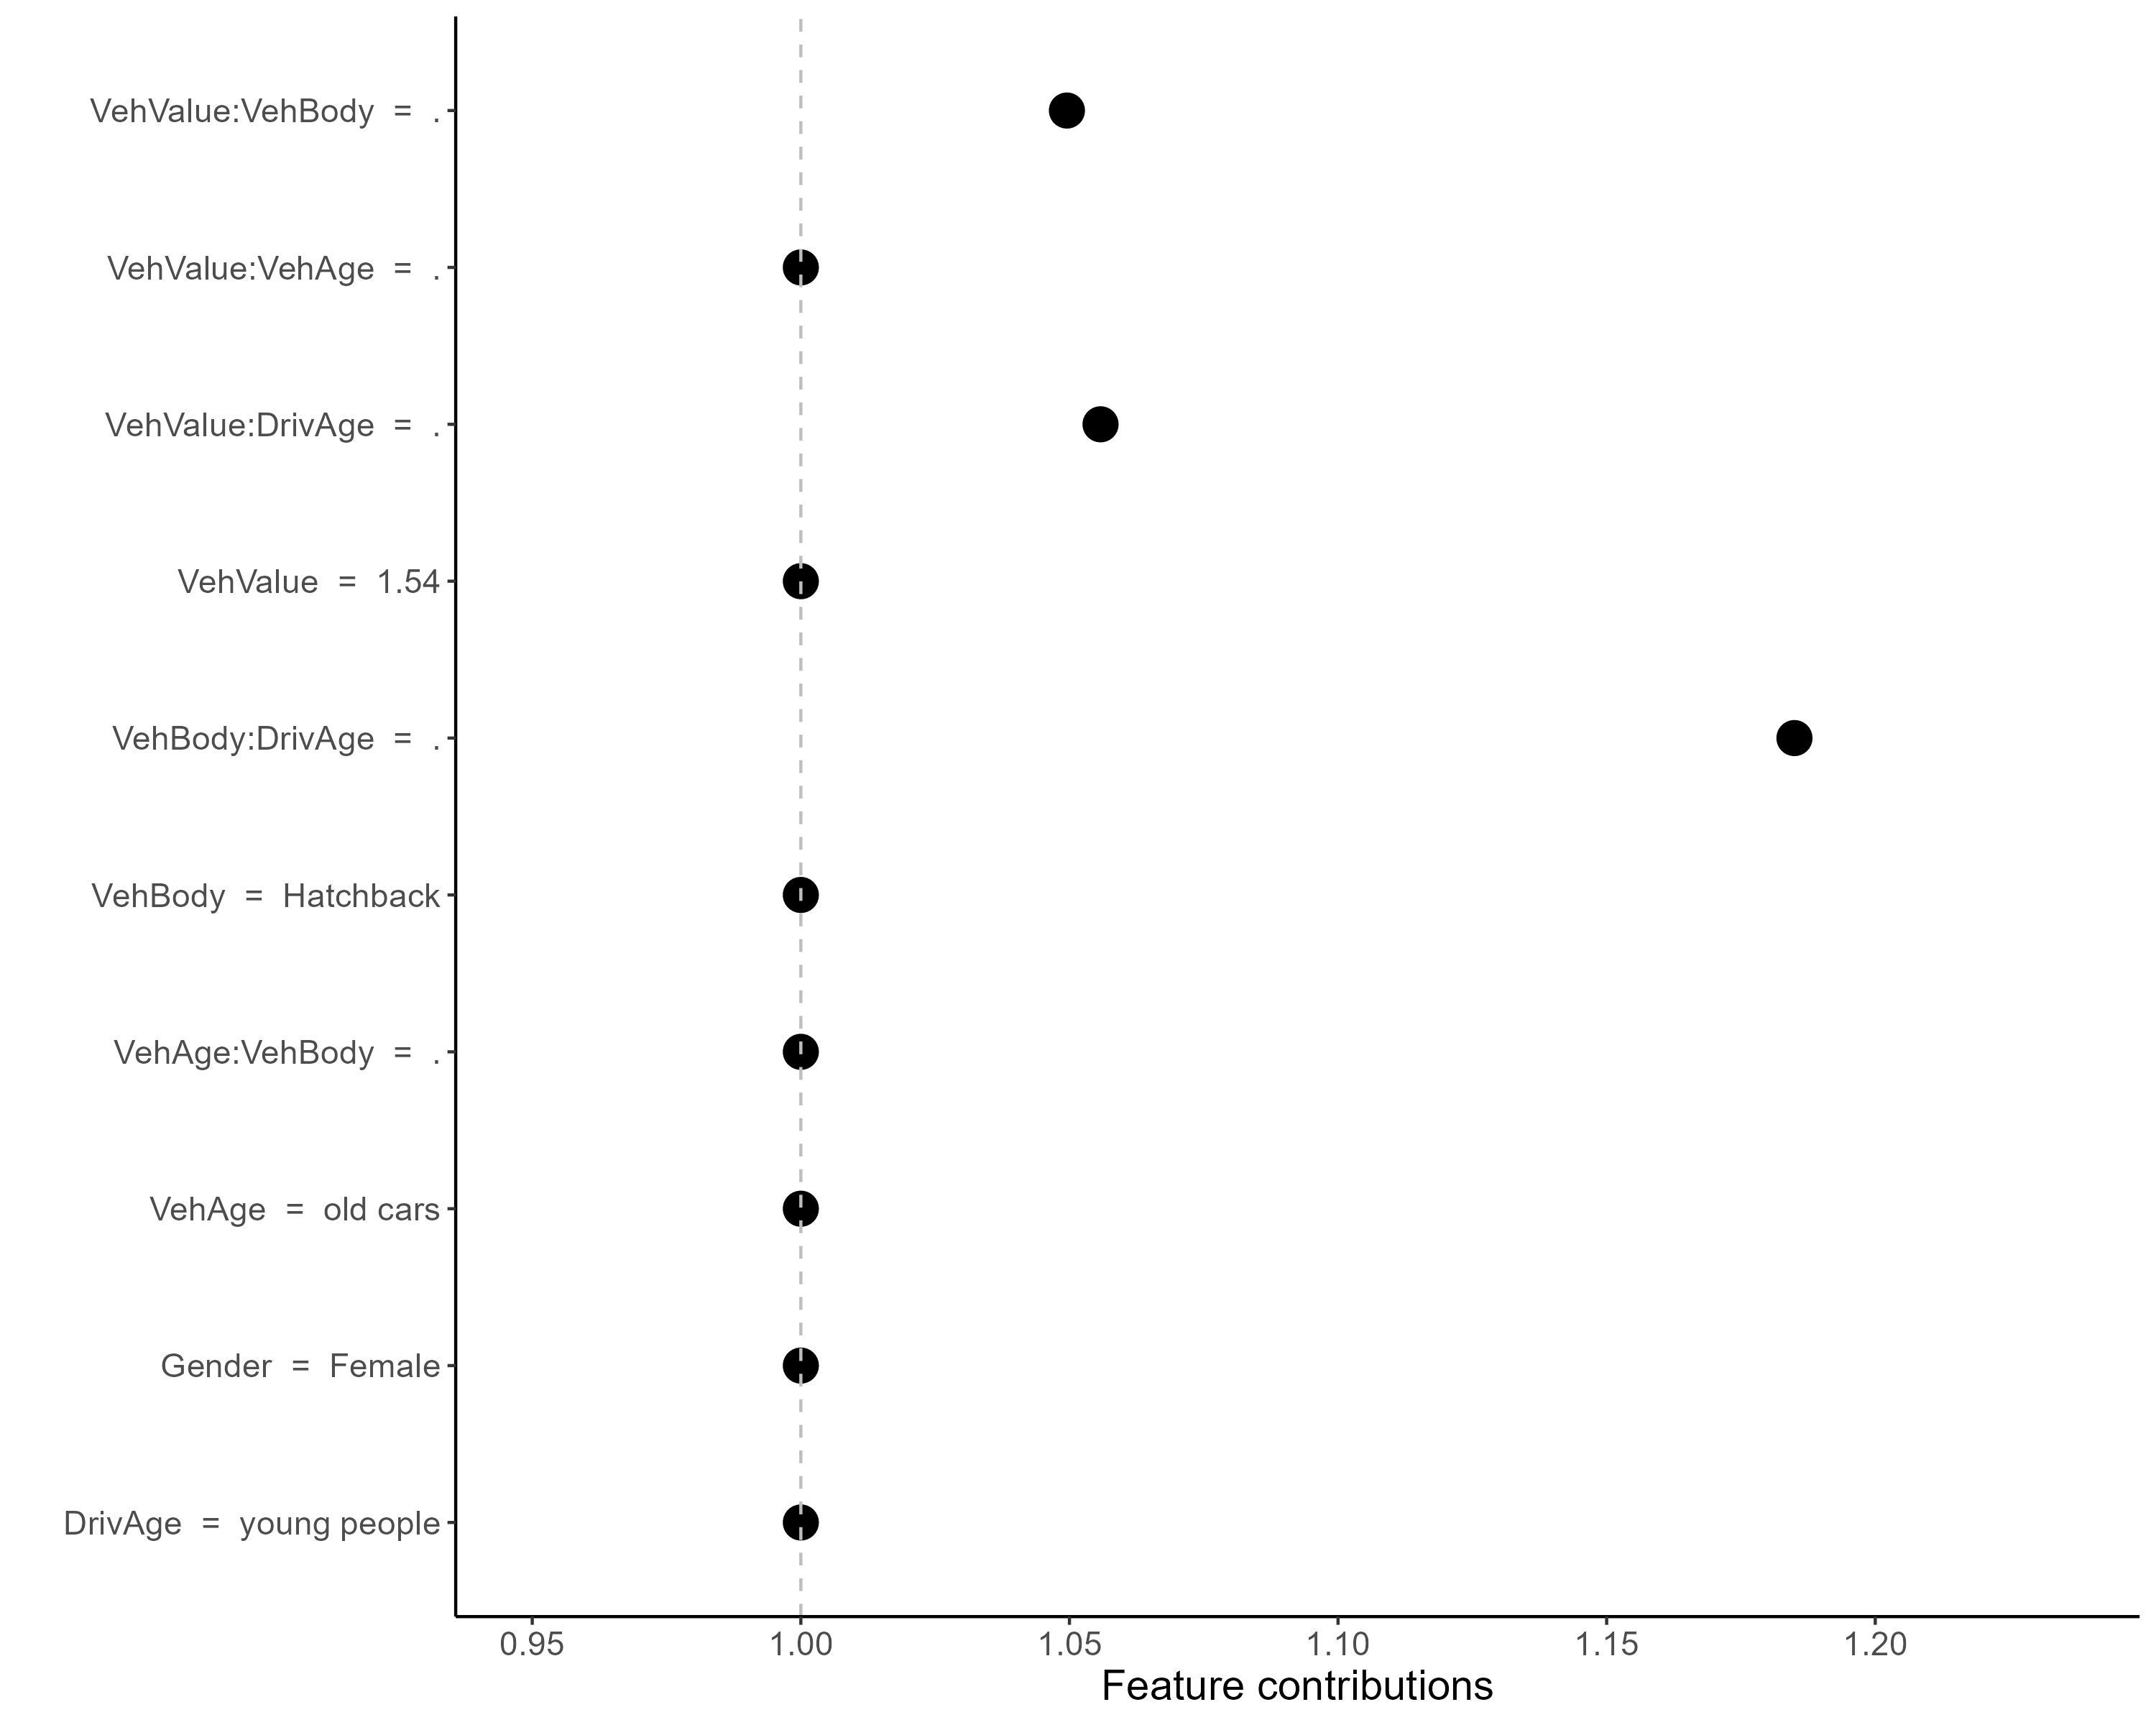 VehValue:VehBody = .
VehValue:VehAge = .
VehValue:DrivAge = .
VehValue = 1.54
VehBody:DrivAge = .
VehBody = Hatchback
VehAge:VehBody = .
VehAge = old cars
Gender = Female
DrivAge = young people
0.95 1.00 1.05 1.10 1.15 1.20
Feature contributions